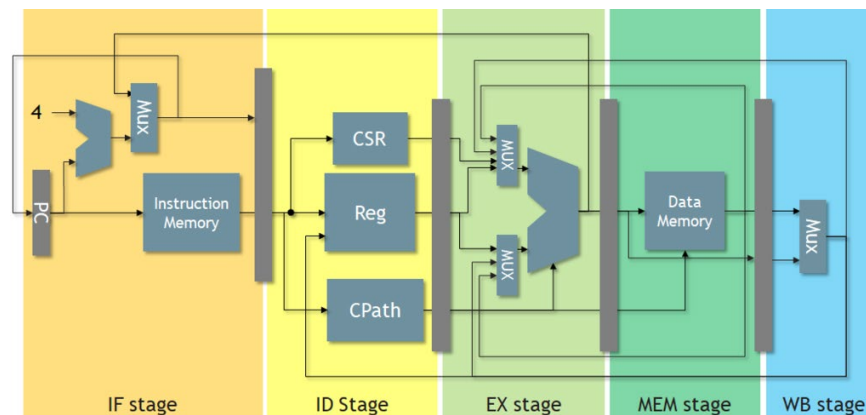 4
Mux
PC
Instruction
Memory
CSR
Reg
CPath
MUX
MUX
Data
Memory
Mux
IF stage
ID Stage
EX stage
MEM stage
WB stage